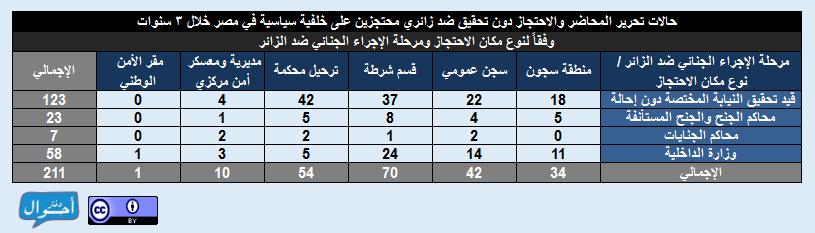 حالات تحرير المحاضر والاحتجاز دون تحقيق ضد زائري محتجزين على خلفية سياسية في مصر خلال ٣ سنوات
وفقاً لنوع مكان الاحتجاز ومرحلة الإجراء الجنائي ضد الزائر
مرحلة الإجراء الجنائي ضد الزائر / نوع مكان الاحتجاز منطقة سجون سجن عمومي قسم شرطة ترحيل محكمة مديرية ومعسكر أمن مركزي مقر الأمن الوطني الإجمالي
قيد تحقيق النيابة المختصة دون إحالة 18 22 37 42 4 0 123
محاكم الجنح والجنح المستأنفة 5 4 8 5 1 0 23
محاكم الجنايات 0 2 1 2 2 0 7
وزارة الداخلية 11 14 24 5 3 1 58
الإجمالي 34 42 70 54 10 1 211
دفتر أحوال
cc BY